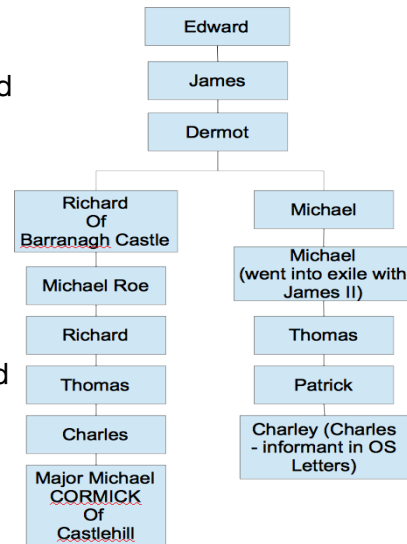 Edward
d
James
Dermot
Richard
Of
Barranagh Castle
Michael Roe
Richard
d
Thomas
Charles
Major Michael
CORMICK
Of
Castlehill
Michael
Michael
(went into exile with
James II)
Thomas
Patrick
Charley (Charles
- informant in OS
Letters)